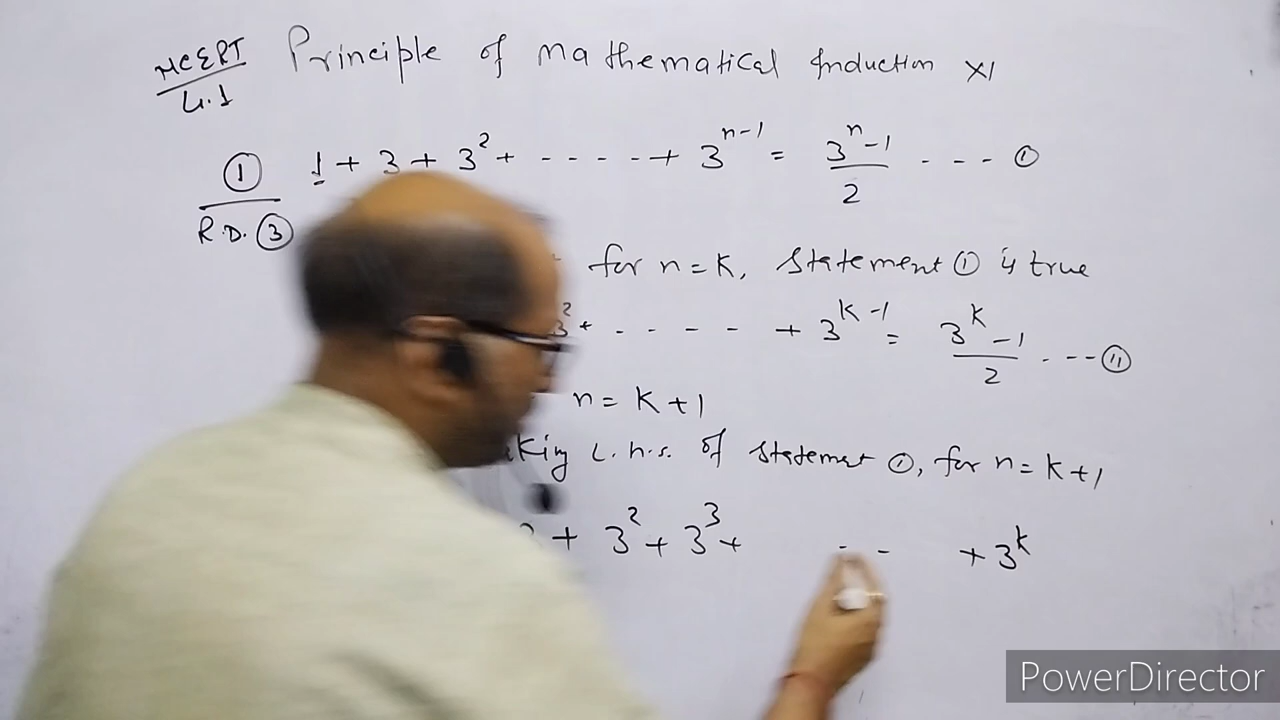 NCERT Principle of Mathematical Induction XI
4.1
① 1 + 3 + 3² + - - - - - + 3ⁿ⁻¹ = 3ⁿ-1/2 - - - ①
R.D. ③
for n=K, statement ① is true
3² + - - - - + 3ᴷ⁻¹ = 3ᴷ-1/2 - - - ⑪
n = K+1
L.h.s. of statement ①, for n=K+1
+ 3² + 3³ + - - + 3ᵏ
PowerDirector